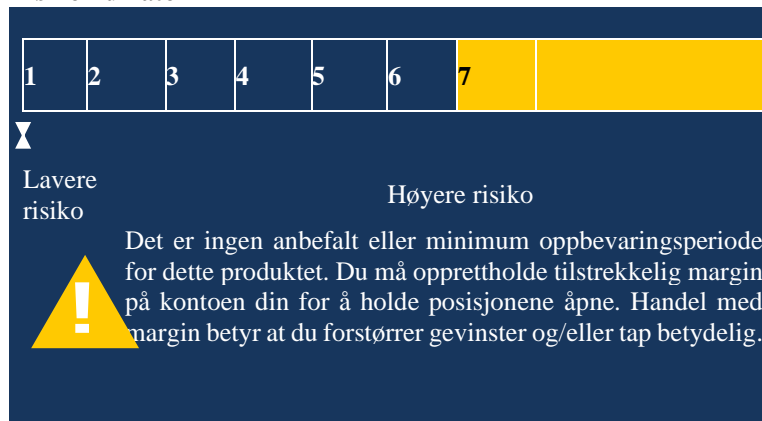 1 2 3 4 5 6 7
Lavere
risiko
Høyere risiko
Det er ingen anbefalt eller minimum oppbevaringsperiode
for dette produktet. Du må opprettholde tilstrekkelig margin
på kontoen din for å holde posisjonene åpne. Handel med
margin betyr at du forstørrer gevinster og/eller tap betydelig.
!